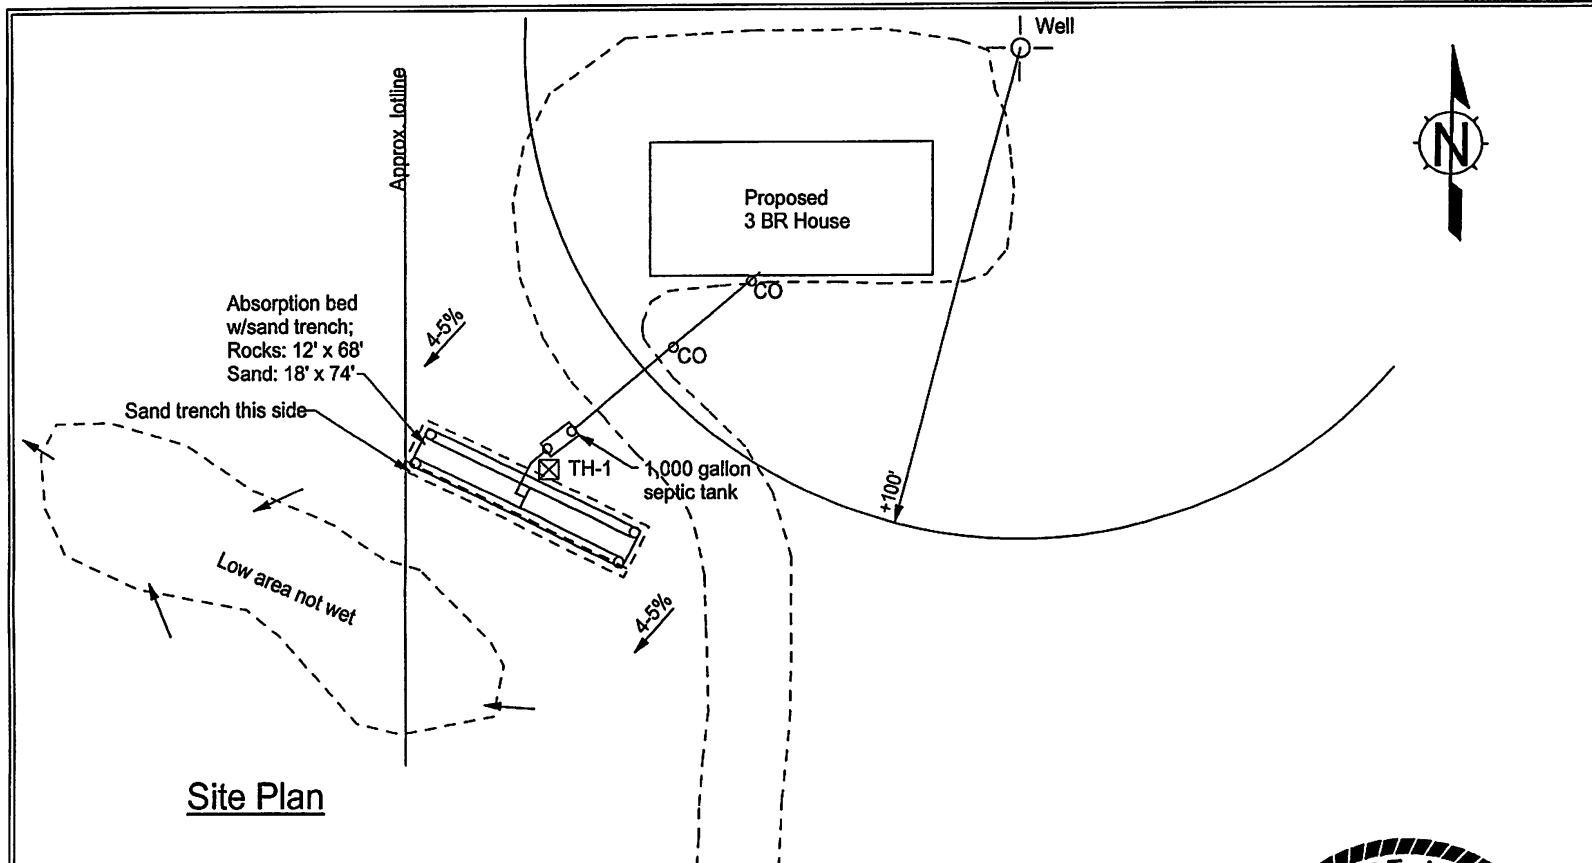 Well
Approx. lotline
N
Proposed
3 BR House
CO
Absorption bed
w/sand trench;
Rocks: 12' x 68'
Sand: 18' x 74'
4-5%
CO
Sand trench this side
TH-1
1,000 gallon
septic tank
+100'
Low area not wet
4-5%
Site Plan